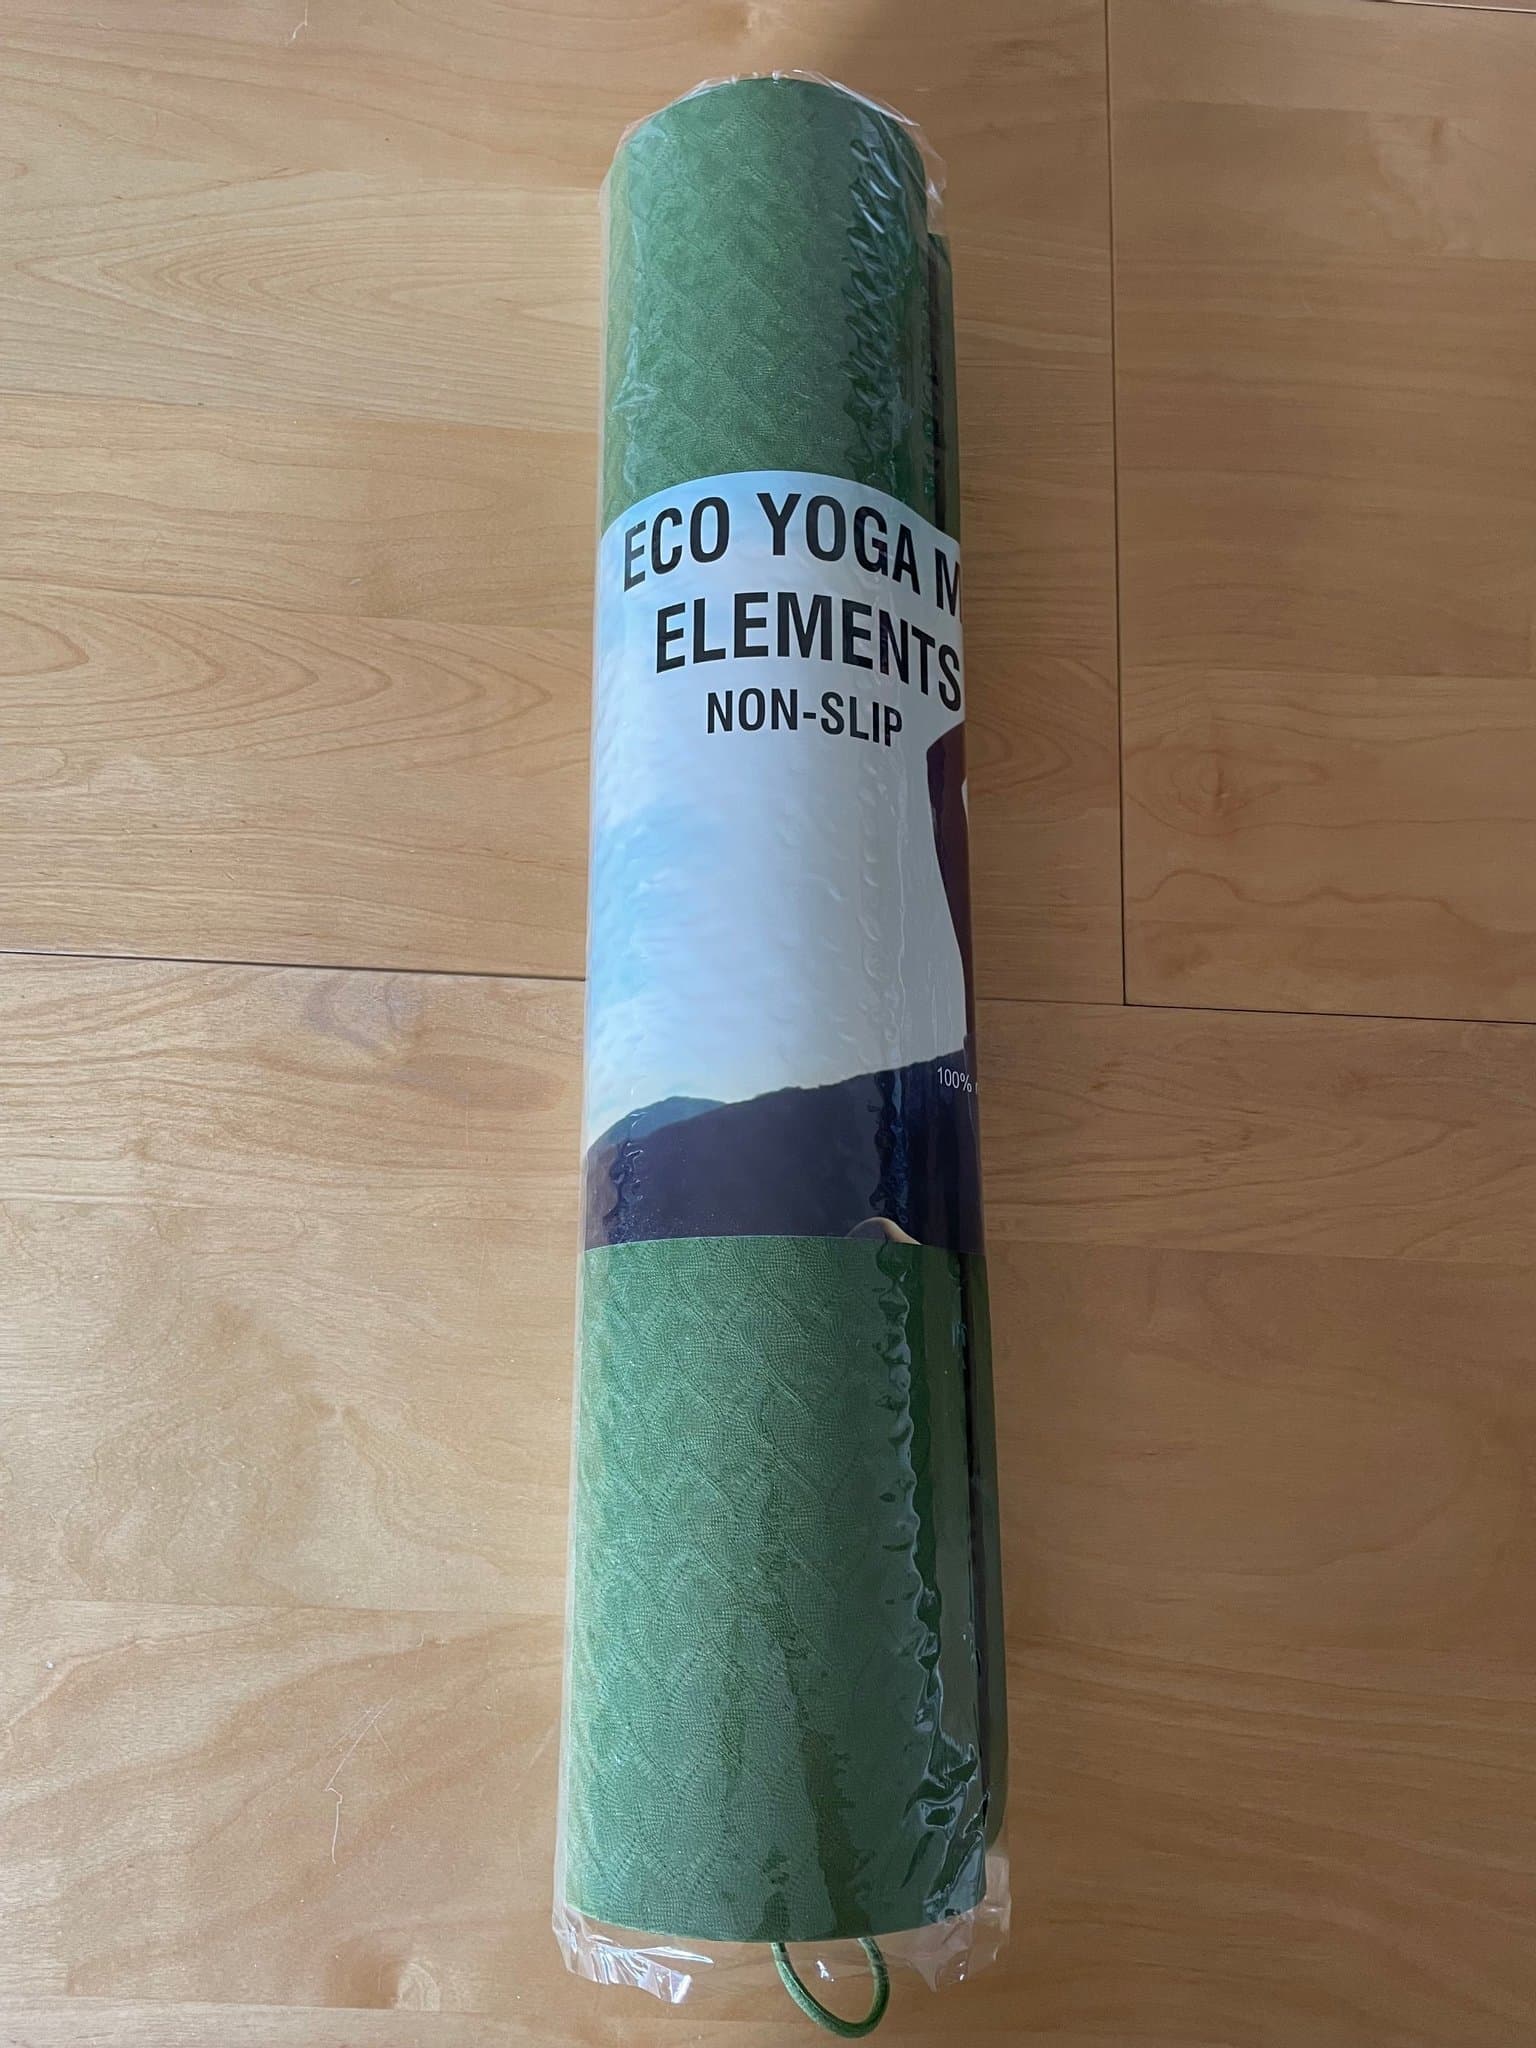 ECO YOGA M
ELEMENTS
NON-SLIP
100%